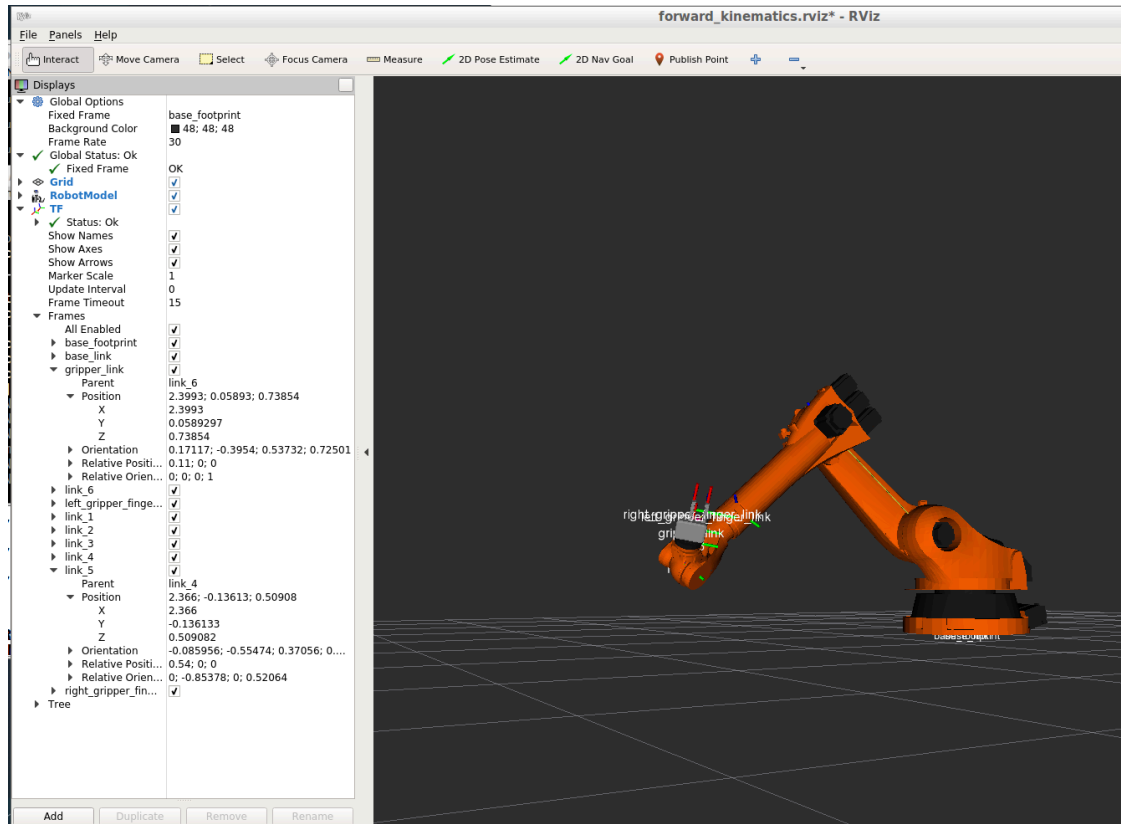 forward_kinematics.rviz* - RViz
File Panels Help
Interact Move Camera Select Focus Camera Measure 2D Pose Estimate 2D Nav Goal Publish Point
Displays
Global Options
Fixed Frame base_footprint
Background Color 48; 48; 48
Frame Rate 30
Global Status: Ok
Fixed Frame OK
Grid
RobotModel
TF
Status: Ok
Show Names
Show Axes
Show Arrows
Marker Scale 1
Update Interval 0
Frame Timeout 15
Frames
All Enabled
base_footprint
base_link
gripper_link
Parent link_6
Position 2.3993; 0.05893; 0.73854
X 2.3993
Y 0.0589297
Z 0.73854
Orientation 0.17117; -0.3954; 0.53732; 0.72501
Relative Positi... 0.11; 0; 0
Relative Orien... 0; 0; 0; 1
link_6
left_gripper_finge...
link_1
link_2
link_3
link_4
link_5
Parent link_4
Position 2.366; -0.13613; 0.50908
X 2.366
Y -0.136133
Z 0.509082
Orientation -0.085956; -0.55474; 0.37056; 0....
Relative Positi... 0.54; 0; 0
Relative Orien... 0; -0.85378; 0; 0.52064
right_gripper_fin...
Tree
Add Duplicate Remove Rename